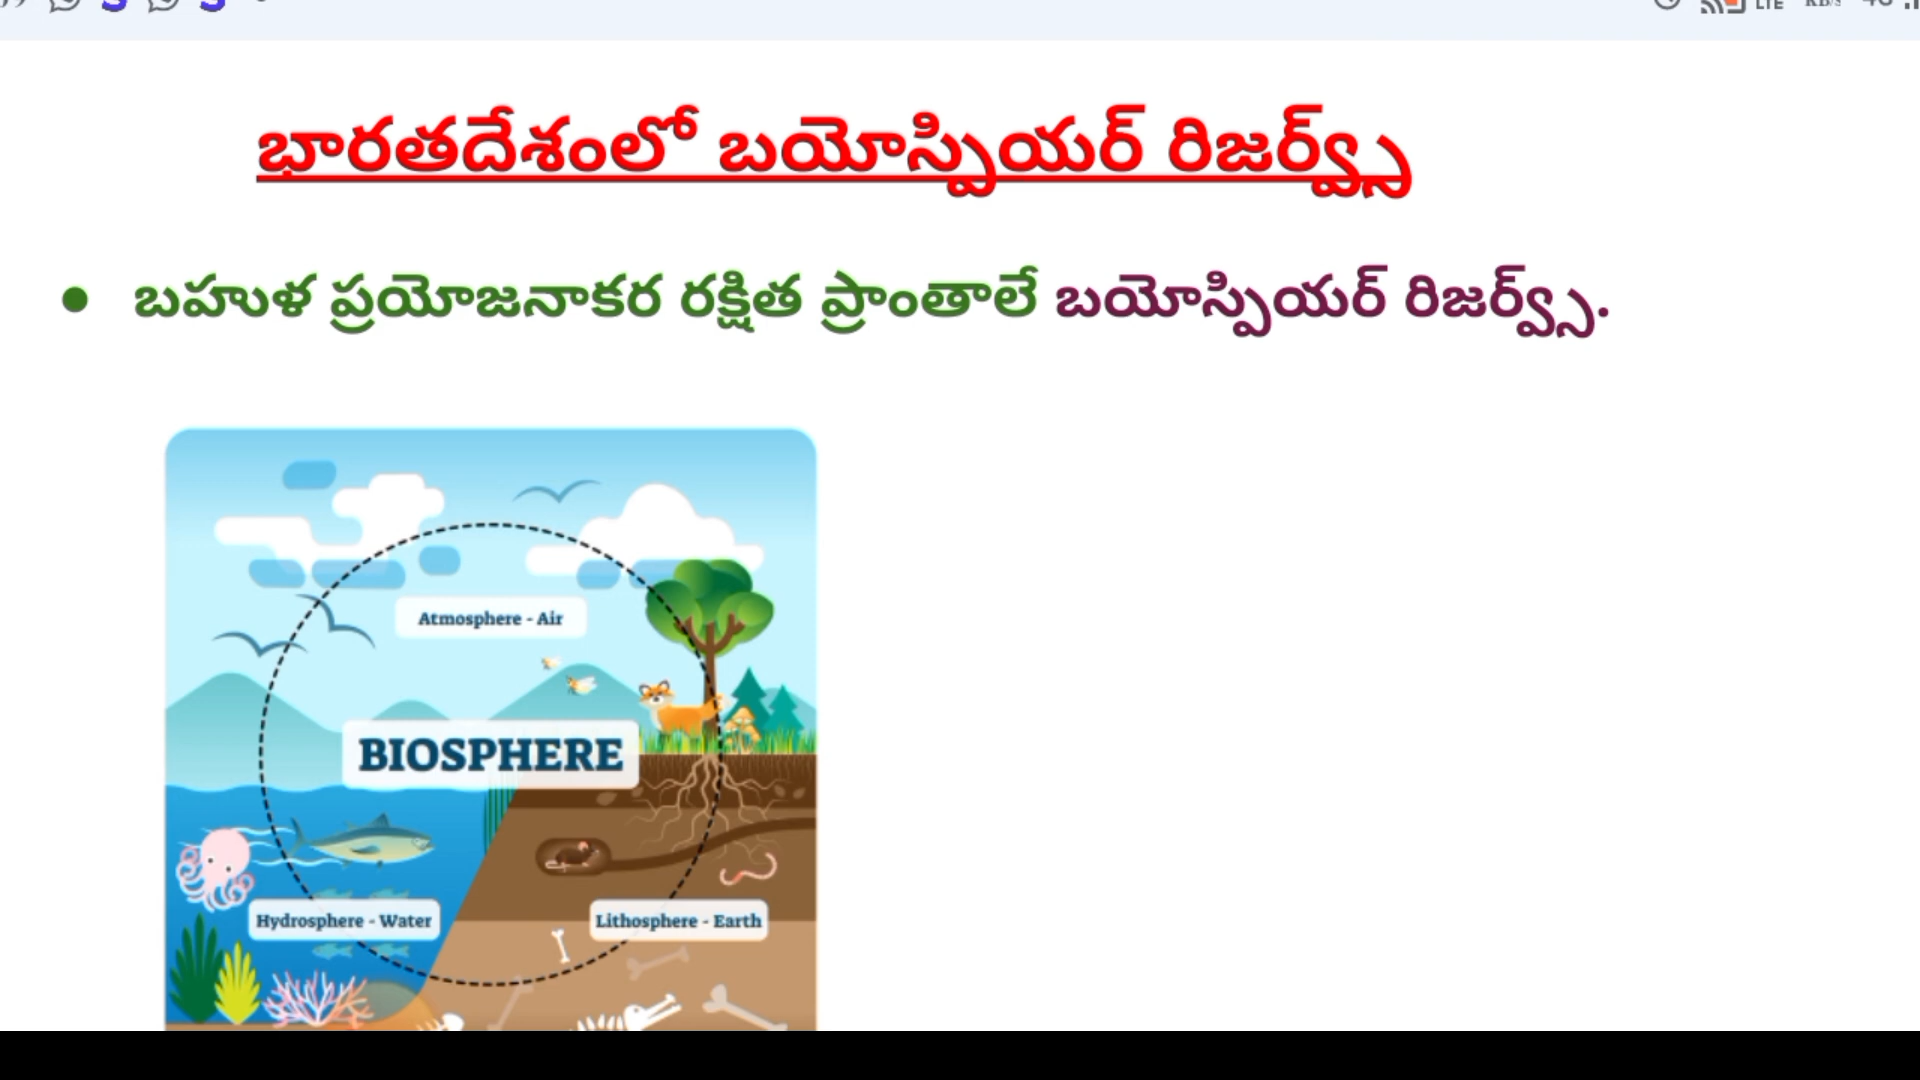 LTE
భారతదేశంలో బయోస్పియర్ రిజర్వ్స్
• బహుళ ప్రయోజనాకర రక్షిత ప్రాంతాలే బయోస్పియర్ రిజర్వ్స్.
Atmosphere - Air
BIOSPHERE
Hydrosphere - Water
Lithosphere - Earth